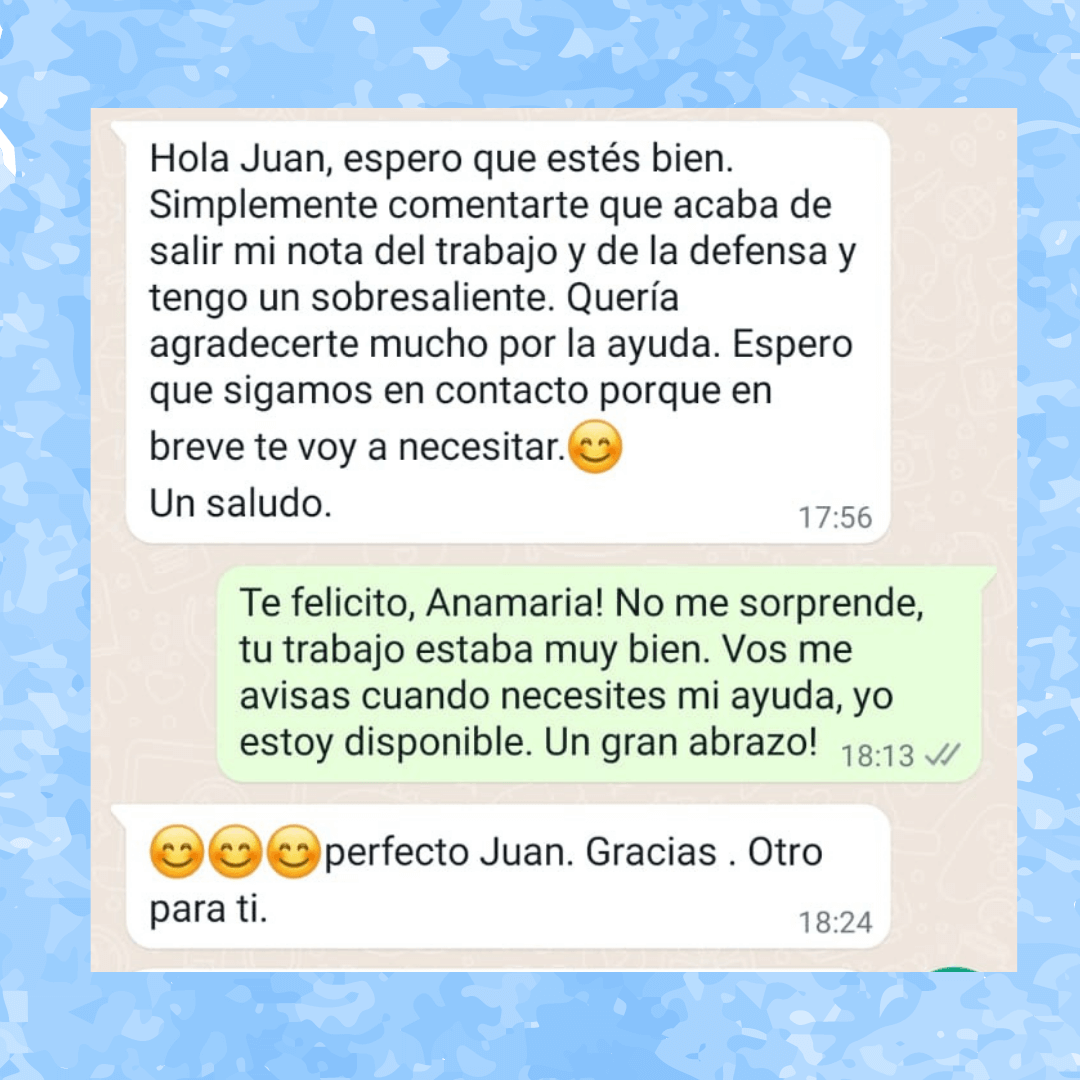 Hola Juan, espero que estés bien.
Simplemente comentarte que acaba de
salir mi nota del trabajo y de la defensa y
tengo un sobresaliente. Quería
agradecerte mucho por la ayuda. Espero
que sigamos en contacto porque en
breve te voy a necesitar.😊
Un saludo.
17:56
Te felicito, Anamaria! No me sorprende,
tu trabajo estaba muy bien. Vos me
avisas cuando necesites mi ayuda, yo
estoy disponible. Un gran abrazo!
18:13
😊😊😊perfecto Juan. Gracias . Otro
para ti.
18:24